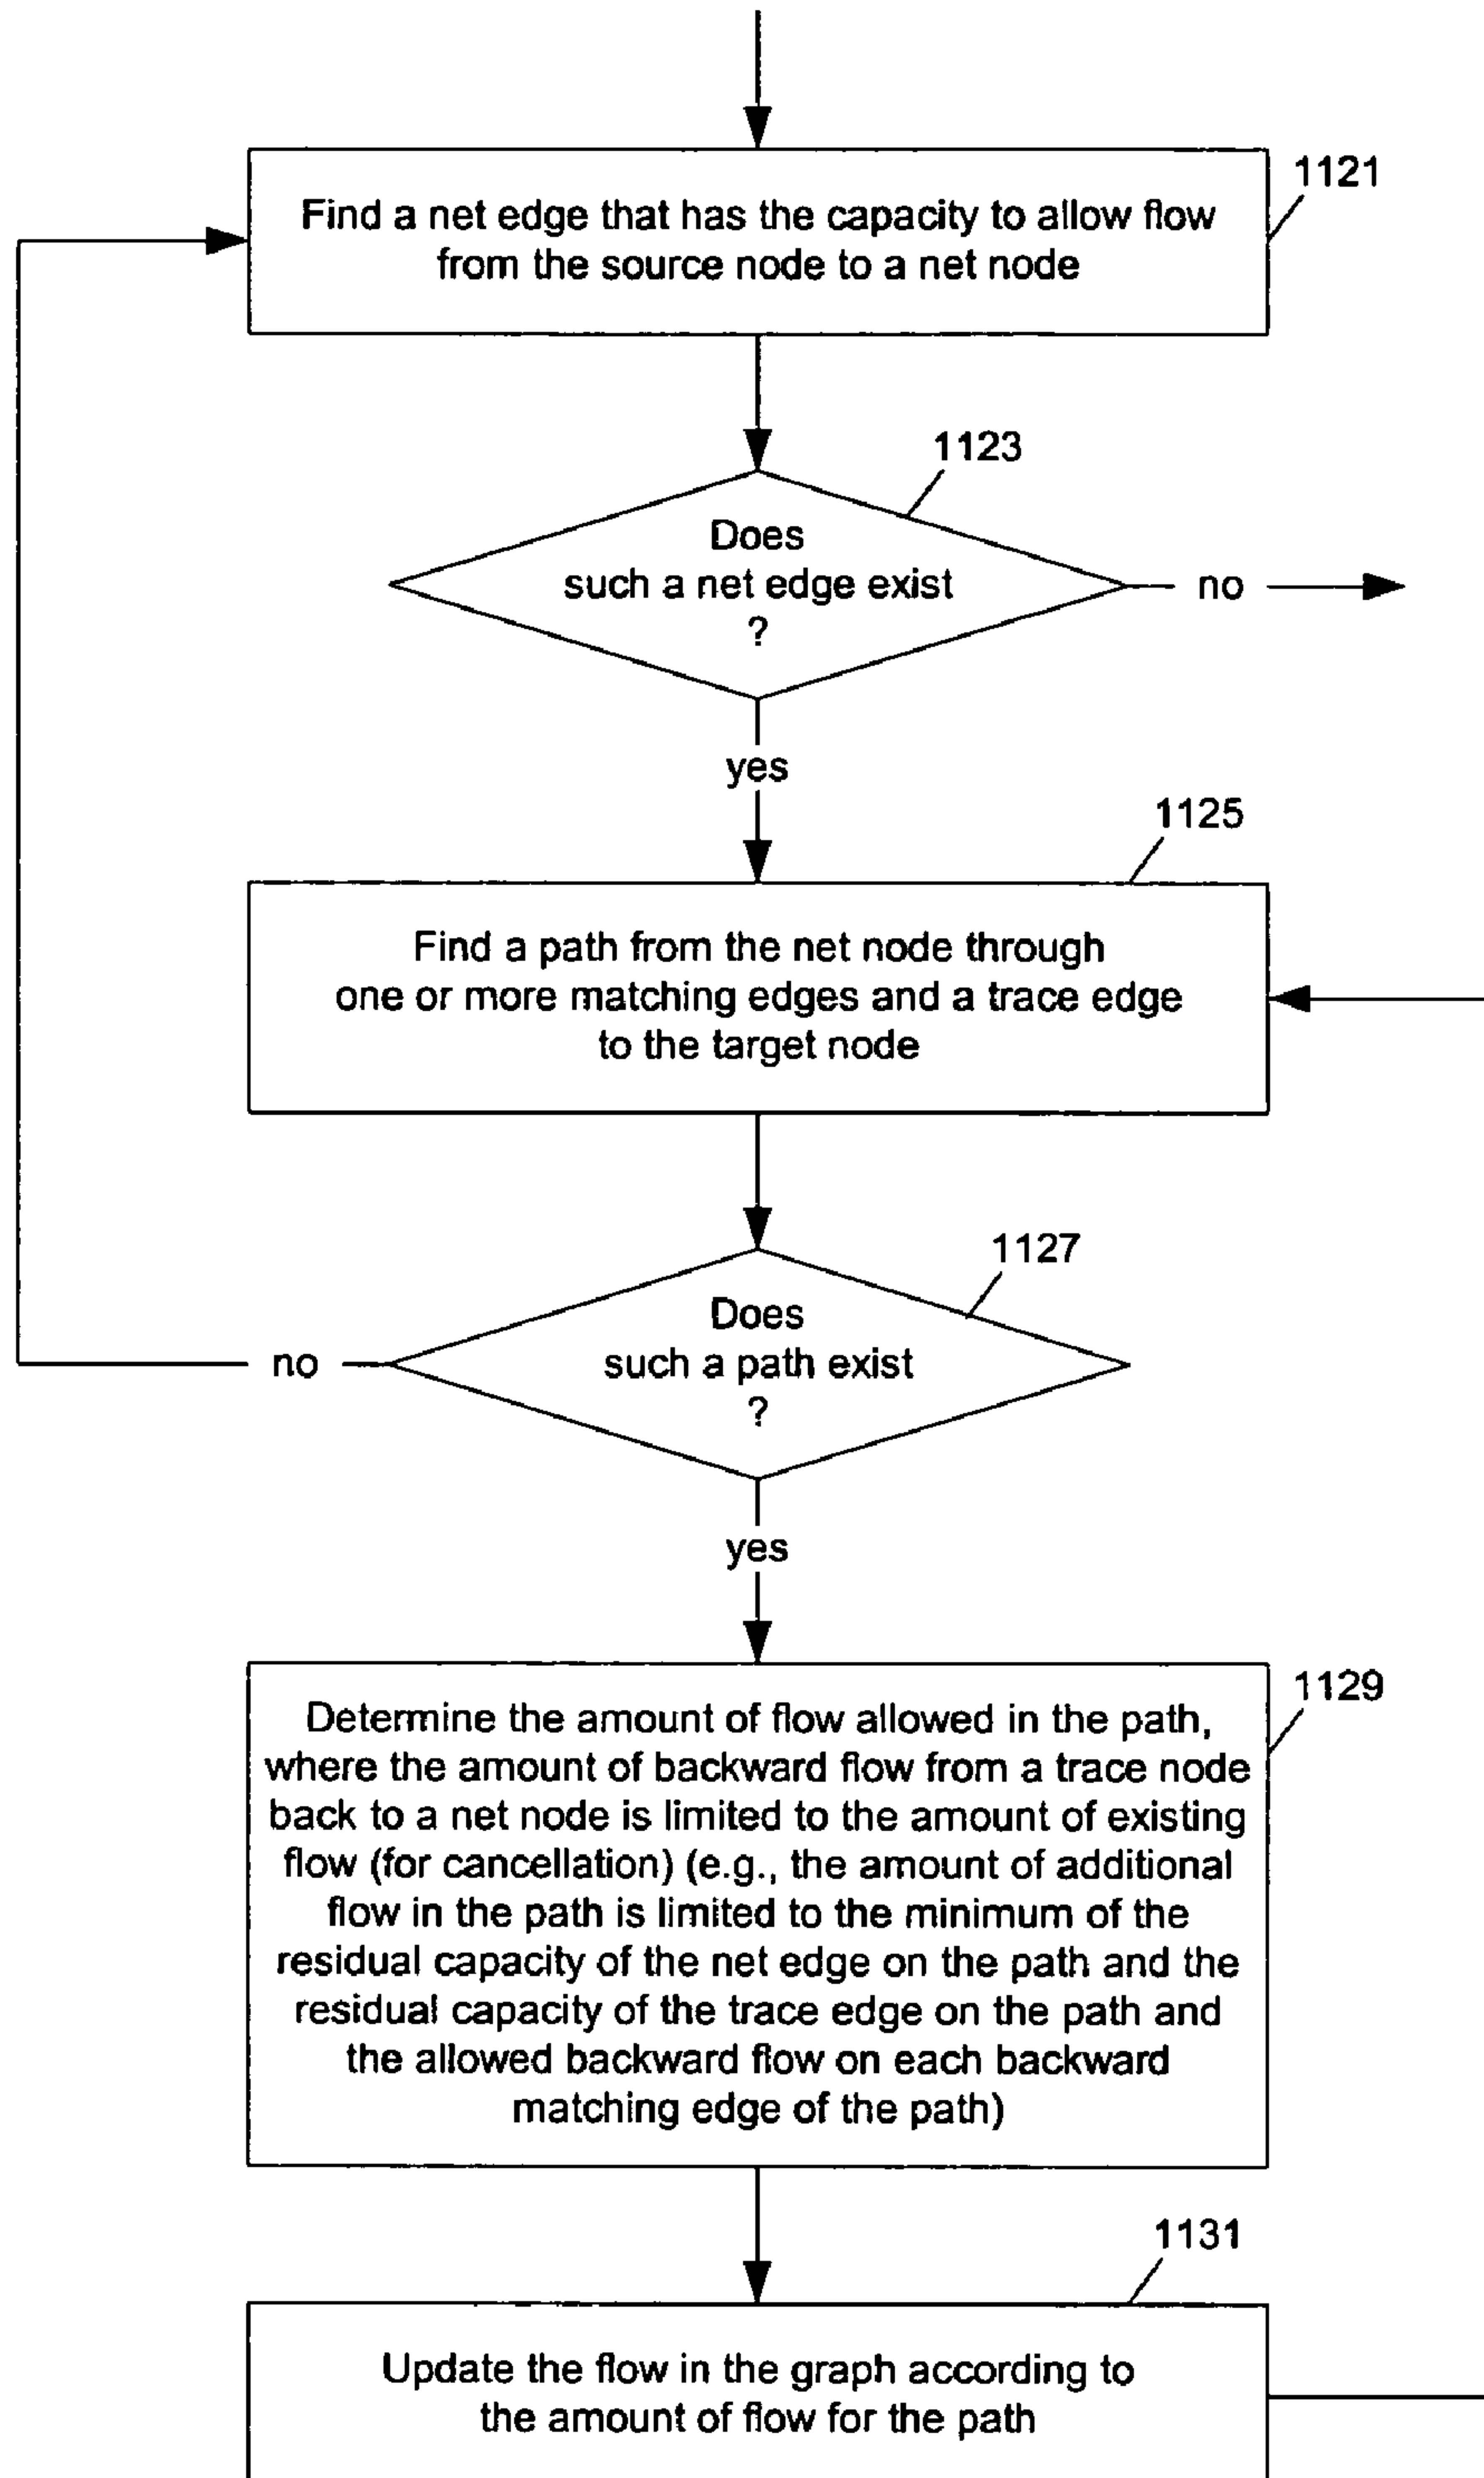 1121
Find a net edge that has the capacity to allow flow
from the source node to a net node
1123
Does
such a net edge exist
?
no
yes
1125
Find a path from the net node through
one or more matching edges and a trace edge
to the target node
1127
Does
such a path exist
?
no
yes
1129
Determine the amount of flow allowed in the path,
where the amount of backward flow from a trace node
back to a net node is limited to the amount of existing
flow (for cancellation) (e.g., the amount of additional
flow in the path is limited to the minimum of the
residual capacity of the net edge on the path and the
residual capacity of the trace edge on the path and
the allowed backward flow on each backward
matching edge of the path)
1131
Update the flow in the graph according to
the amount of flow for the path